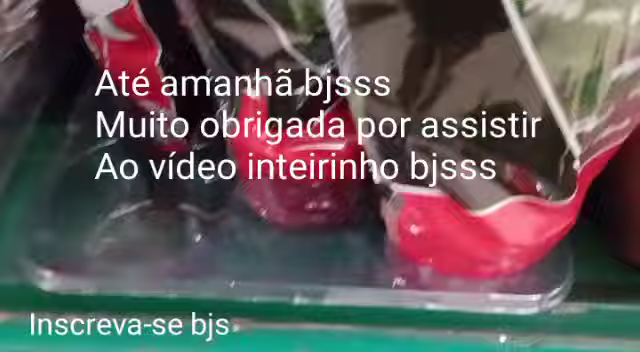 Até amanhã bjsss
Muito obrigada por assistir
Ao vídeo inteirinho bjsss
Inscreva-se bjs